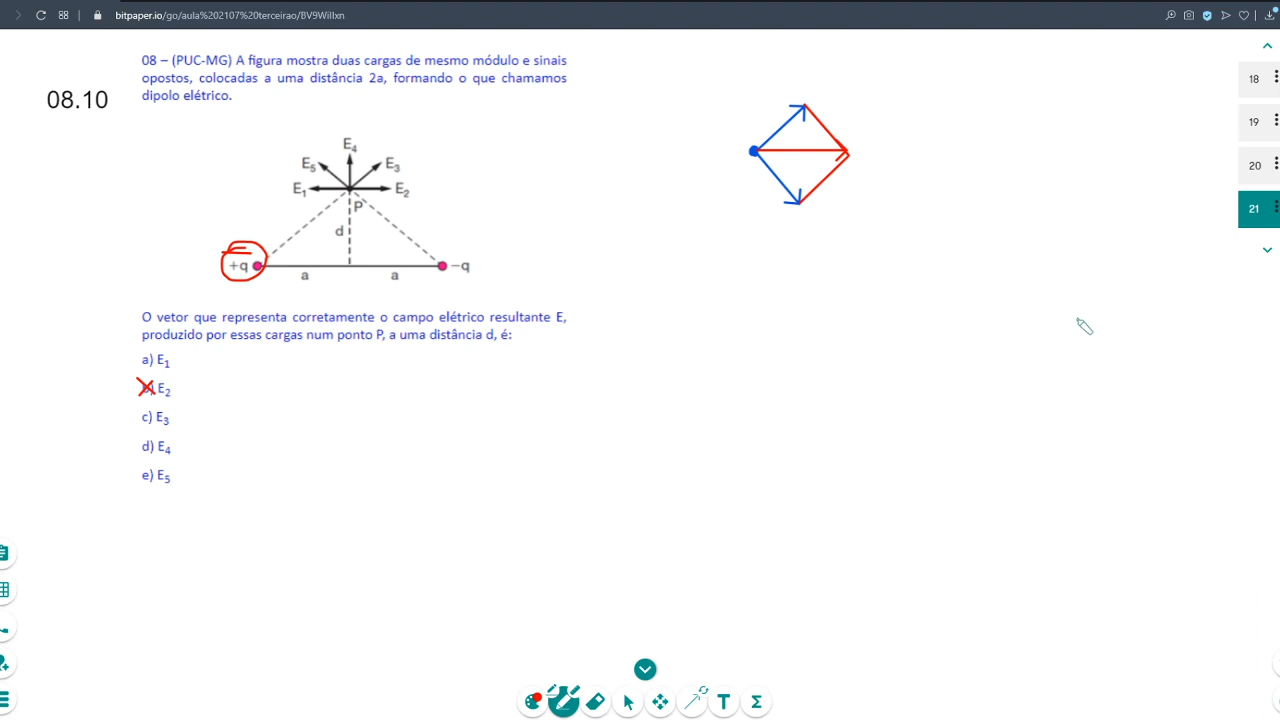 bitpaper.io/go/aula%202107%20terceirao/BV9WiIlxn
08.10
08 – (PUC-MG) A figura mostra duas cargas de mesmo módulo e sinais
opostos, colocadas a uma distância 2a, formando o que chamamos
dipolo elétrico.
E4
E5 E3
E1 E2
P
d
+q −q
a a
O vetor que representa corretamente o campo elétrico resultante E,
produzido por essas cargas num ponto P, a uma distância d, é:
a) E1
b) E2
c) E3
d) E4
e) E5
18
19
20
21
T Σ